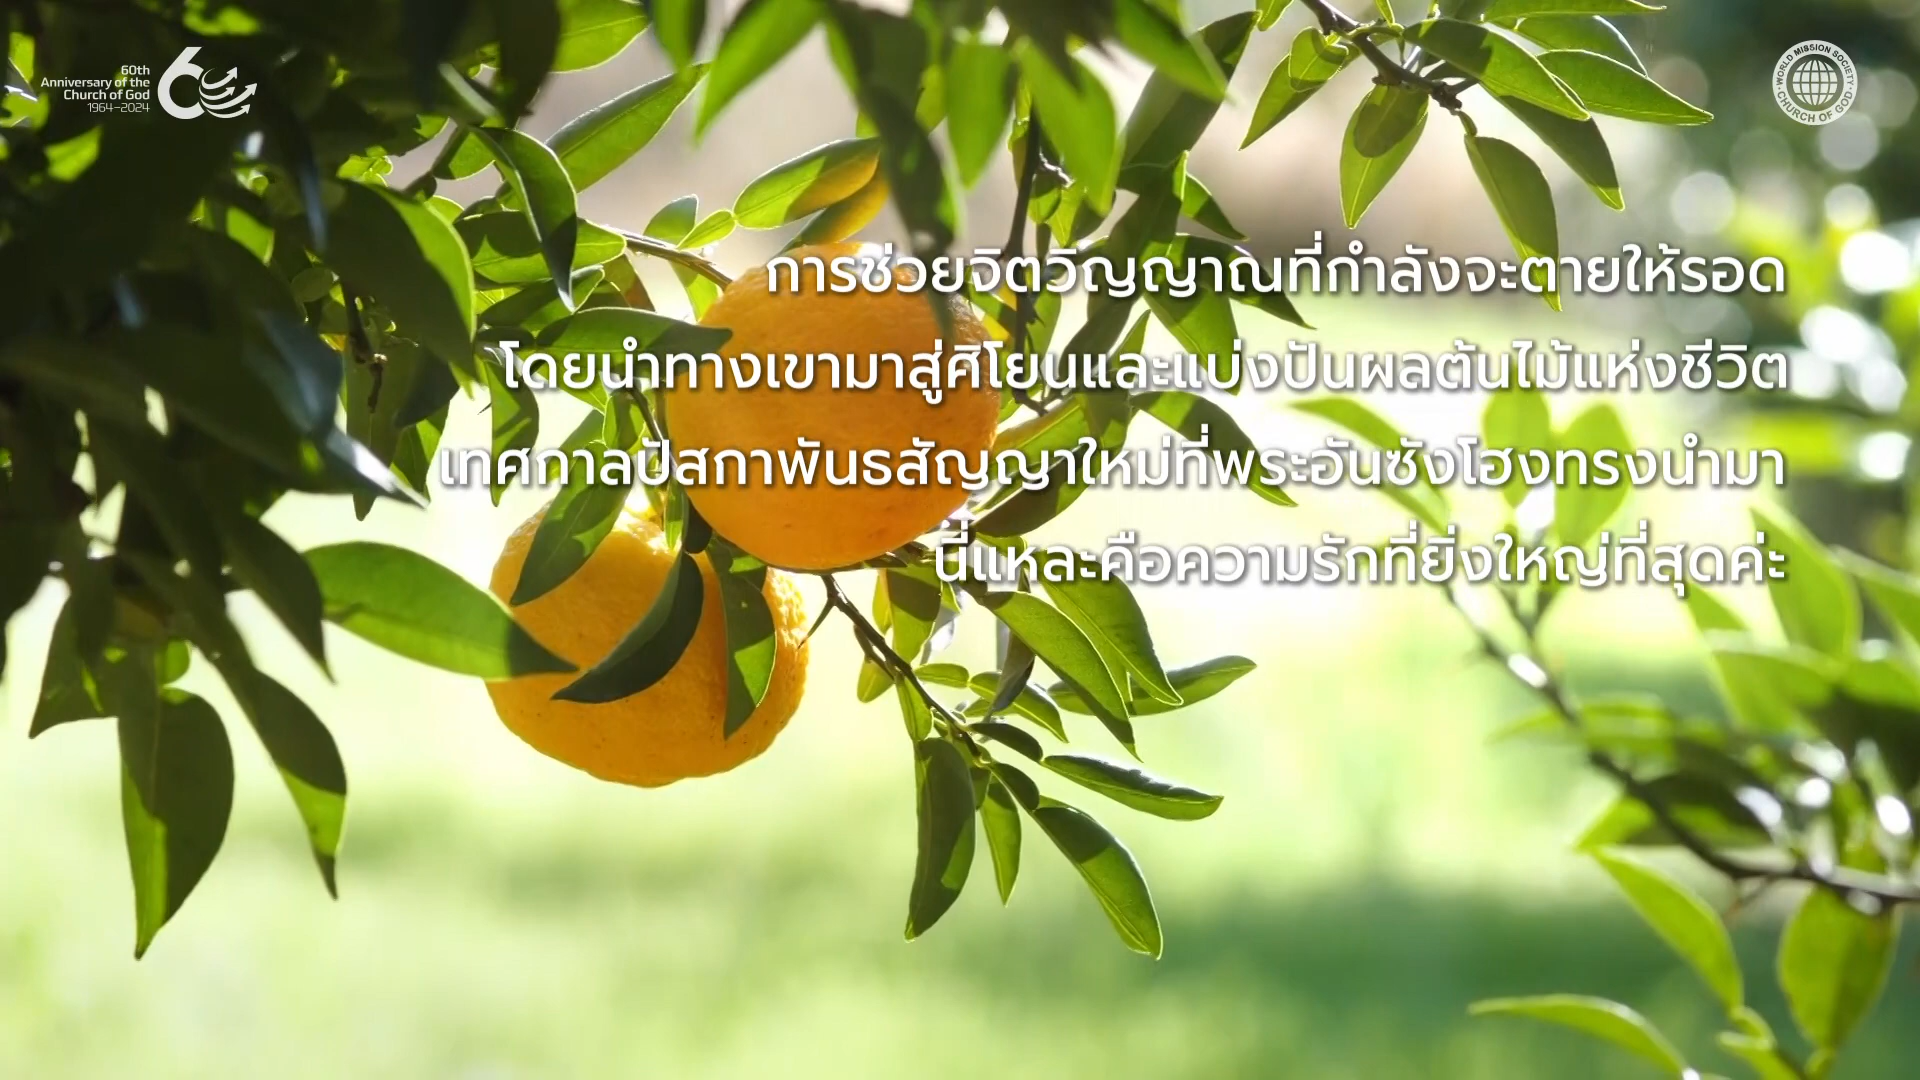 60th
Anniversary of the
Church of God
1964–2024
60
WORLD MISSION SOCIETY
CHURCH OF GOD
การช่วยจิตวิญญาณที่กำลังจะตายให้รอด
โดยนำทางเขามาสู่ศิโยนและแบ่งปันผลต้นไม้แห่งชีวิต
เทศกาลปัสกาพันธสัญญาใหม่ที่พระอันซังโฮงทรงนำมา
นี่แหละคือความรักที่ยิ่งใหญ่ที่สุดค่ะ